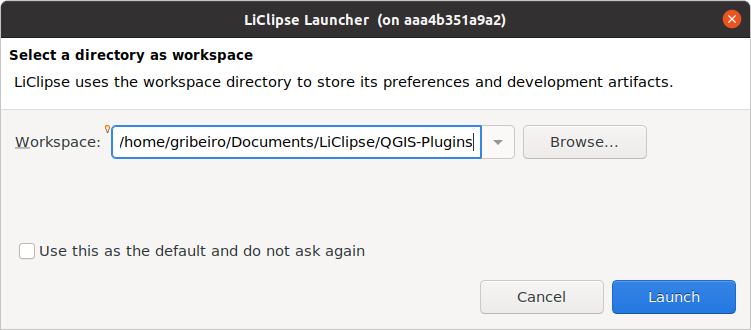 LiClipse Launcher (on aaa4b351a9a2)
Select a directory as workspace
LiClipse uses the workspace directory to store its preferences and development artifacts.
Workspace: /home/gribeiro/Documents/LiClipse/QGIS-Plugins Browse...
Use this as the default and do not ask again
Cancel Launch